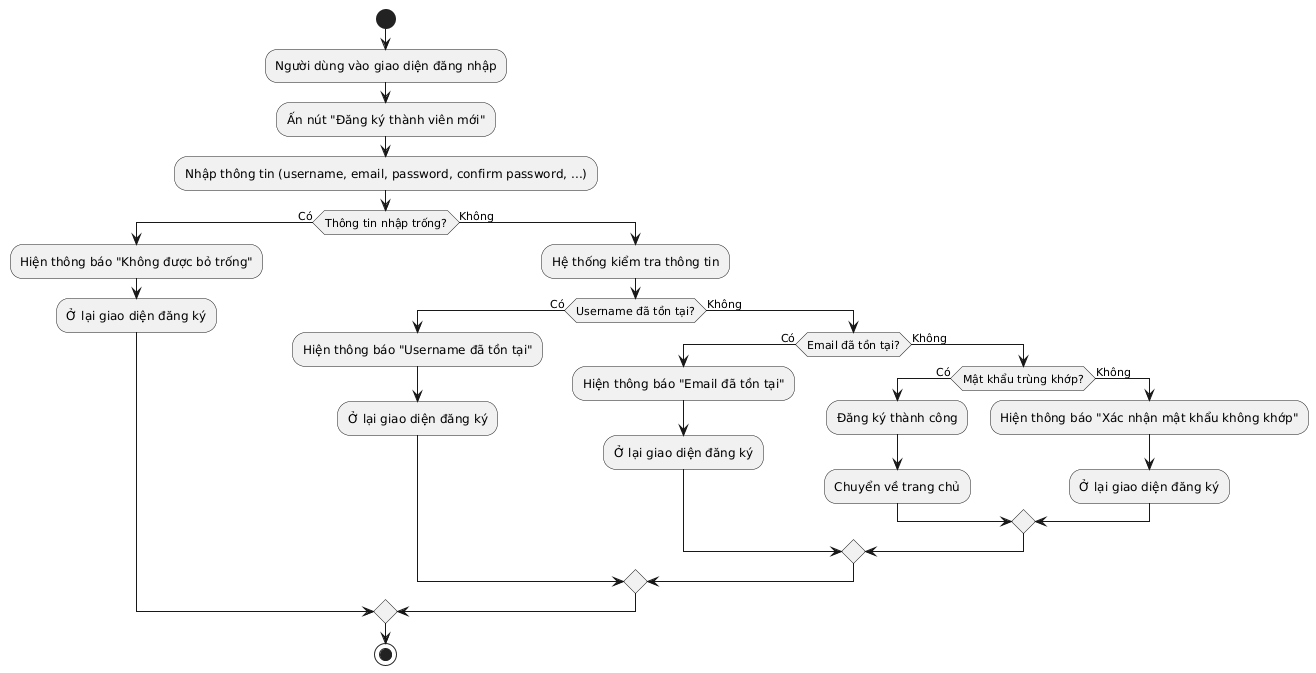 Người dùng vào giao diện đăng nhập
Ấn nút "Đăng ký thành viên mới"
Nhập thông tin (username, email, password, confirm password, ...)
Có
Thông tin nhập trống?
Không
Hiện thông báo "Không được bỏ trống"
Ở lại giao diện đăng ký
Hệ thống kiểm tra thông tin
Có
Username đã tồn tại?
Không
Hiện thông báo "Username đã tồn tại"
Ở lại giao diện đăng ký
Có
Email đã tồn tại?
Không
Hiện thông báo "Email đã tồn tại"
Ở lại giao diện đăng ký
Có
Mật khẩu trùng khớp?
Không
Đăng ký thành công
Chuyển về trang chủ
Hiện thông báo "Xác nhận mật khẩu không khớp"
Ở lại giao diện đăng ký